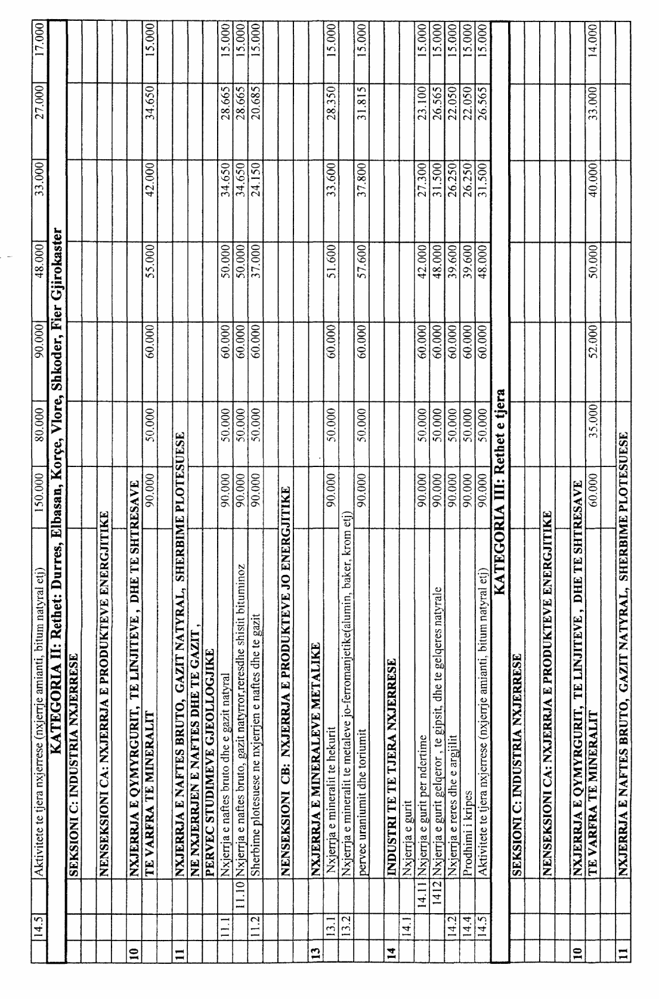 14.5 Aktivitete te tjera nxjerrese (nxjerrje amianti, bitum natyral etj) 150.000 80.000 90.000 48.000 33.000 27.000 17.000
KATEGORIA II: Rethet: Durres, Elbasan, Korçe, Vlore, Shkoder, Fier Gjirokaster
SEKSIONI C: INDUSTRIA NXJERRESE
NENSEKSIONI CA: NXJERRJA E PRODUKTEVE ENERGJITIKE
10 NXJERRJA E QYMYRGURIT, TE LINJITEVE , DHE TE SHTRESAVE
TE VARFRA TE MINERALIT 90.000 50.000 60.000 55.000 42.000 34.650 15.000
11 NXJERRJA E NAFTES BRUTO, GAZIT NATYRAL, SHERBIME PLOTESUESE
NE NXJERRJEN E NAFTES DHE TE GAZIT ,
PERVEC STUDIMEVE GJEOLLOGJIKE
11.1 Nxjerrja e naftes bruto dhe e gazit natyral 90.000 50.000 60.000 50.000 34.650 28.665 15.000
11.10 Nxjerrja e naftes bruto, gazit natyrror,reresdhe shistit bituminoz 90.000 50.000 60.000 50.000 34.650 28.665 15.000
11.2 Sherbime plotesuese ne nxjerrjen e naftes dhe te gazit 90.000 50.000 60.000 37.000 24.150 20.685 15.000
NENSEKSIONI CB: NXJERRJA E PRODUKTEVE JO ENERGJITIKE
13 NXJERRJA E MINERALEVE METALIKE
13.1 Nxjerrja e mineralit te hekurit 90.000 50.000 60.000 51.600 33.600 28.350 15.000
13.2 Nxjerrja e mineralit te metaleve jo-ferromanjetike(alumin, baker, krom etj)
pervec uraniumit dhe toriumit 90.000 50.000 60.000 57.600 37.800 31.815 15.000
14 INDUSTRI TE TE TJERA NXJERRESE
14.1 Nxjerrja e gurit
14.11 Nxjerrja e gurit per ndertime 90.000 50.000 60.000 42.000 27.300 23.100 15.000
1412 Nxjerrja e gurit gelqeror , te gipsit, dhe te gelqeres natyrale 90.000 50.000 60.000 48.000 31.500 26.565 15.000
14.2 Nxjerrja e reres dhe e argjilit 90.000 50.000 60.000 39.600 26.250 22.050 15.000
14.4 Prodhimi i kripes 90.000 50.000 60.000 39.600 26.250 22.050 15.000
14.5 Aktivitete te tjera nxjerrese (nxjerrje amianti, bitum natyral etj) 90.000 50.000 60.000 48.000 31.500 26.565 15.000
KATEGORIA III: Rethet e tjera
SEKSIONI C: INDUSTRIA NXJERRESE
NENSEKSIONI CA: NXJERRJA E PRODUKTEVE ENERGJITIKE
10 NXJERRJA E QYMYRGURIT, TE LINJITEVE , DHE TE SHTRESAVE
TE VARFRA TE MINERALIT 60.000 35.000 52.000 50.000 40.000 33.000 14.000
11 NXJERRJA E NAFTES BRUTO, GAZIT NATYRAL, SHERBIME PLOTESUESE